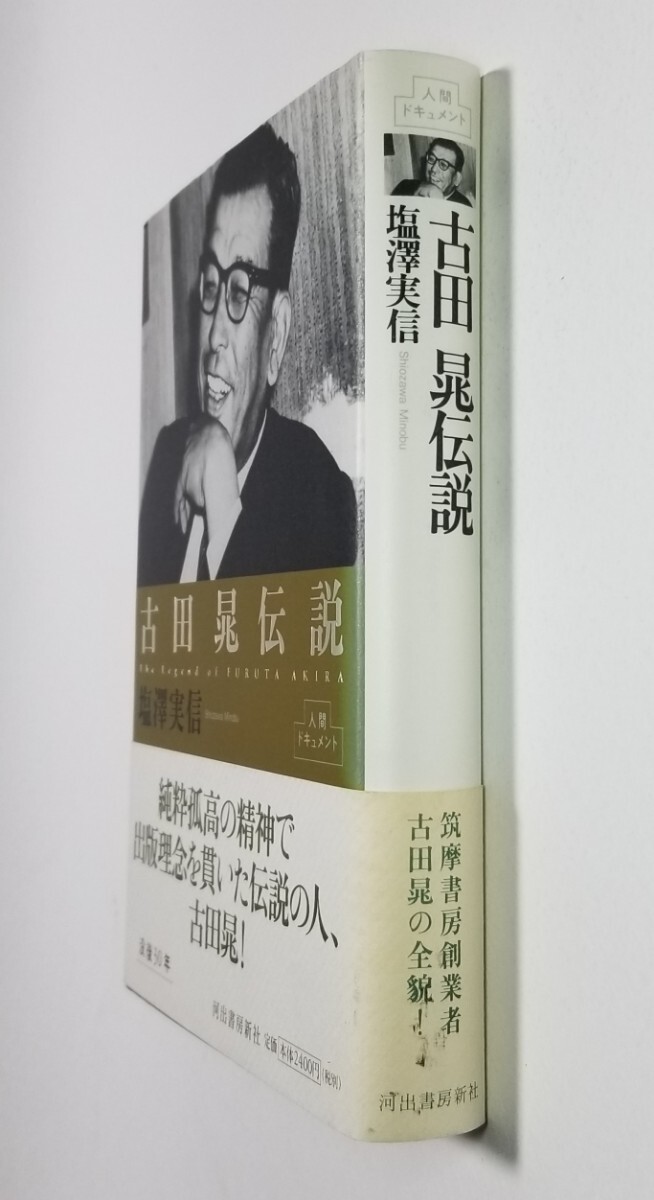 古田晁伝説
The Legend of FURUTA AKIRA
塩澤実信
Shiozawa Minobu
人間
ドキュメント
純粋孤高の精神で
出版理念を貫いた伝説の人、
古田晁!
没後30年
河出書房新社 定価 本体2400円 (税別)
人間
ドキュメント
古田 晁伝説
塩澤実信
Shiozawa Minobu
筑摩書房創業者
古田晁の全貌!
河出書房新社